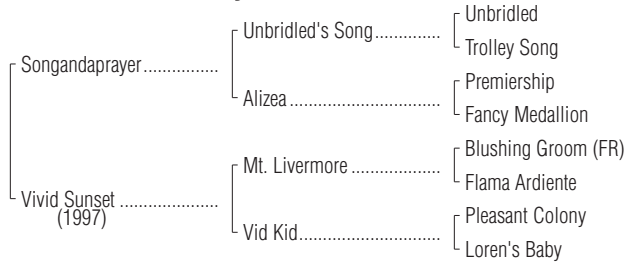 Unbridled
Unbridled's Song..............
Trolley Song
Songandaprayer................
Premiership
Alizea ................................
Fancy Medallion
Blushing Groom (FR)
Mt. Livermore ...................
Flama Ardiente
Vivid Sunset .....................
(1997)
Pleasant Colony
Vid Kid..............................
Loren's Baby